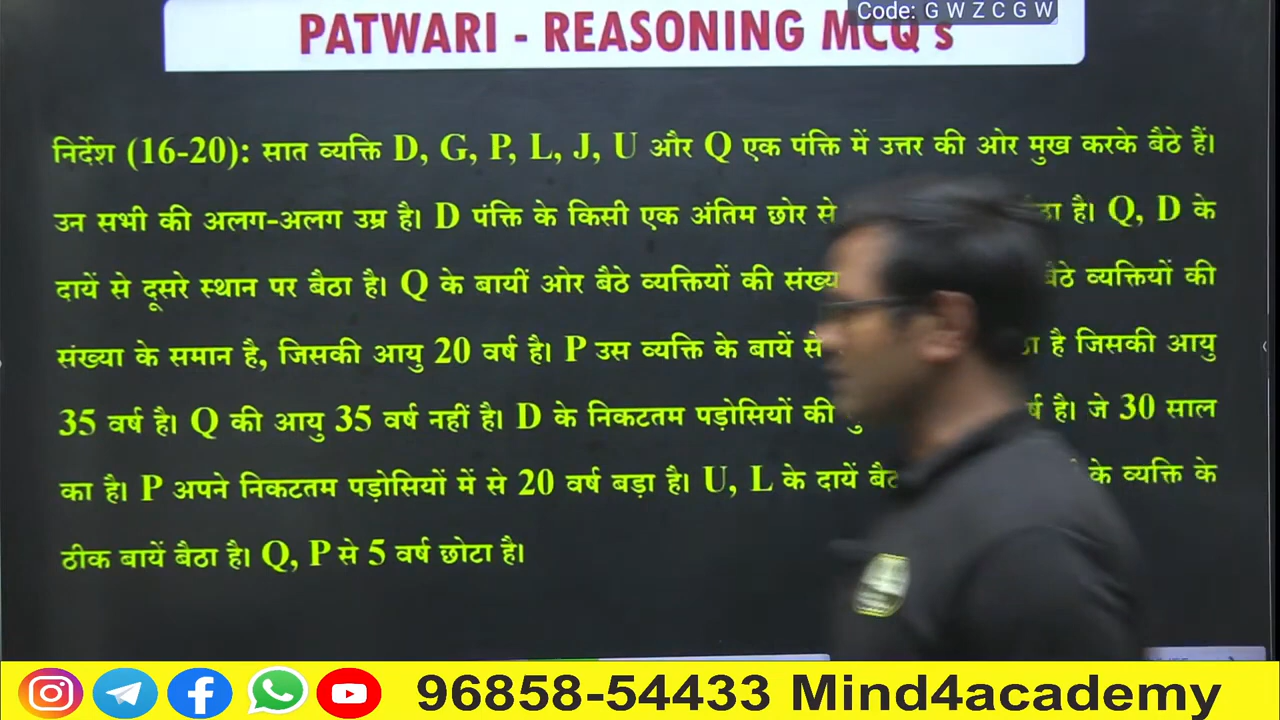 Code: G W Z C G W
PATWARI - REASONING MCQ's
निर्देश (16-20): सात व्यक्ति D, G, P, L, J, U और Q एक पंक्ति में उत्तर की ओर मुख करके बैठे हैं।
उन सभी की अलग-अलग उम्र है। D पंक्ति के किसी एक अंतिम छोर से है। Q, D के
दायें से दूसरे स्थान पर बैठा है। Q के बायीं ओर बैठे व्यक्तियों की बैठे व्यक्तियों की
संख्या के समान है, जिसकी आयु 20 वर्ष है। P उस व्यक्ति के बायें से है जिसकी आयु
35 वर्ष है। Q की आयु 35 वर्ष नहीं है। D के निकटतम पड़ोसियों की है। जे 30 साल
का है। P अपने निकटतम पड़ोसियों में से 20 वर्ष बड़ा है। U, L के दायें के व्यक्ति के
ठीक बायें बैठा है। Q, P से 5 वर्ष छोटा है।
96858-54433 Mind4academy